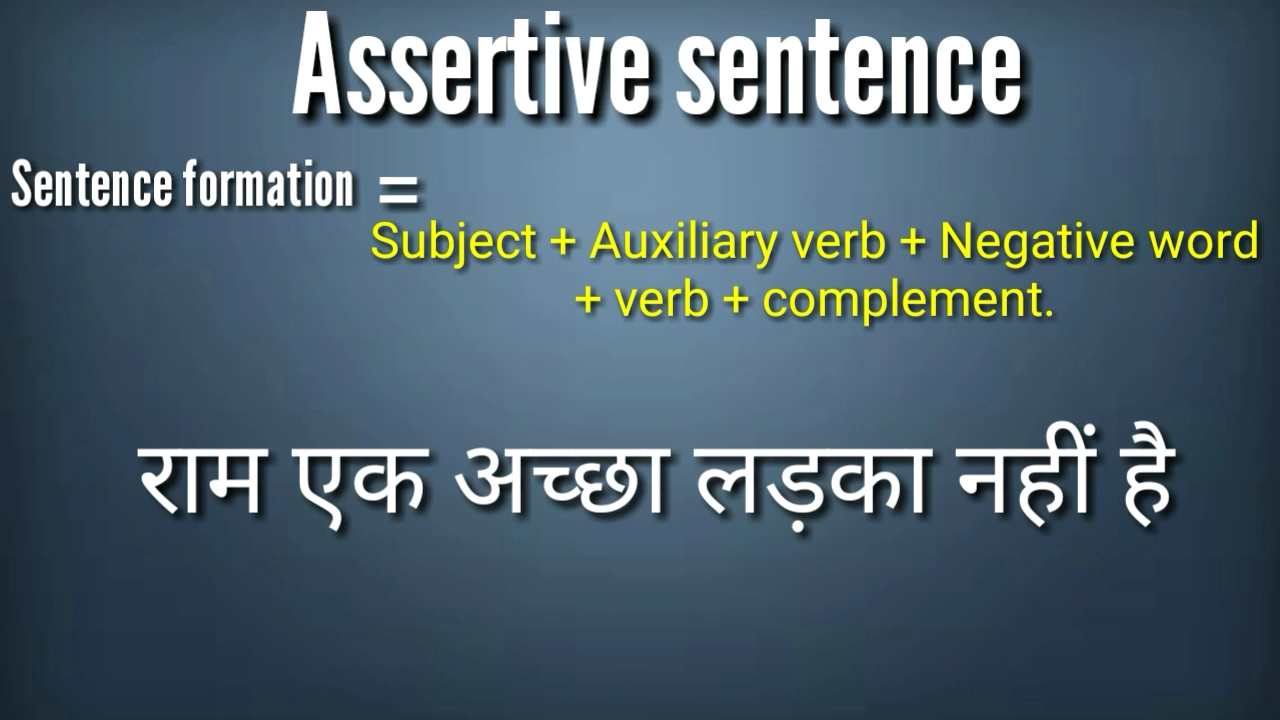 Assertive sentence
Sentence formation =
Subject + Auxiliary verb + Negative word
+ verb + complement.
राम एक अच्छा लड़का नहीं है